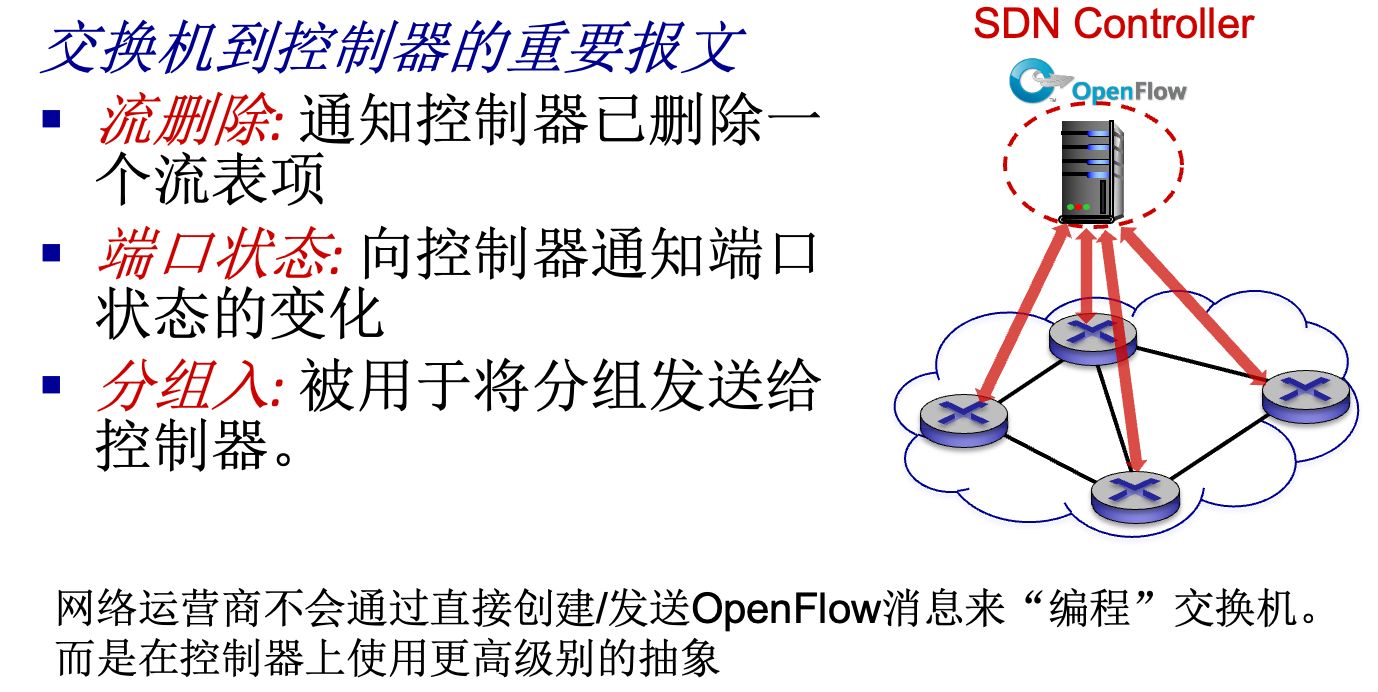 交换机到控制器的重要报文
SDN Controller
OpenFlow
TM
▪ 流删除: 通知控制器已删除一
个流表项
▪ 端口状态: 向控制器通知端口
状态的变化
▪ 分组入: 被用于将分组发送给
控制器。
网络运营商不会通过直接创建/发送OpenFlow消息来“编程”交换机。
而是在控制器上使用更高级别的抽象